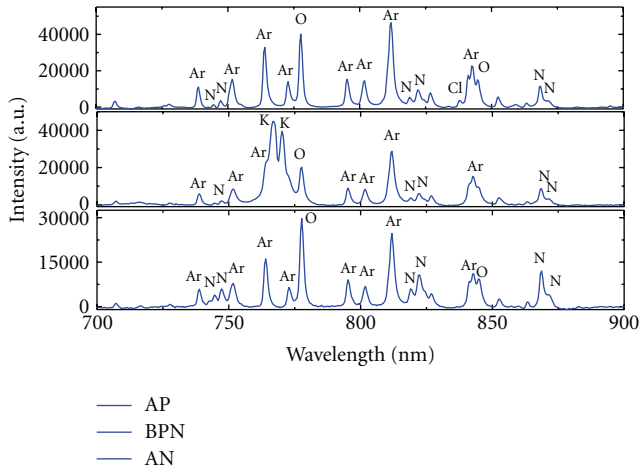 Ar
O
Ar
40000
Ar
Ar
Ar
O
Ar
Ar
Ar
20000
N
N
N
N
Cl
N
N
0
K
K
40000
Ar
O
Ar
20000
Ar
N
Ar
Ar
Ar
N
N
Ar
N
N
0
Intensity (a.u.)
O
30000
Ar
Ar
15000
Ar
N
N
Ar
Ar
Ar
Ar
N
N
Ar
O
N
N
0
700
750
800
850
900
Wavelength (nm)
AP
BPN
AN